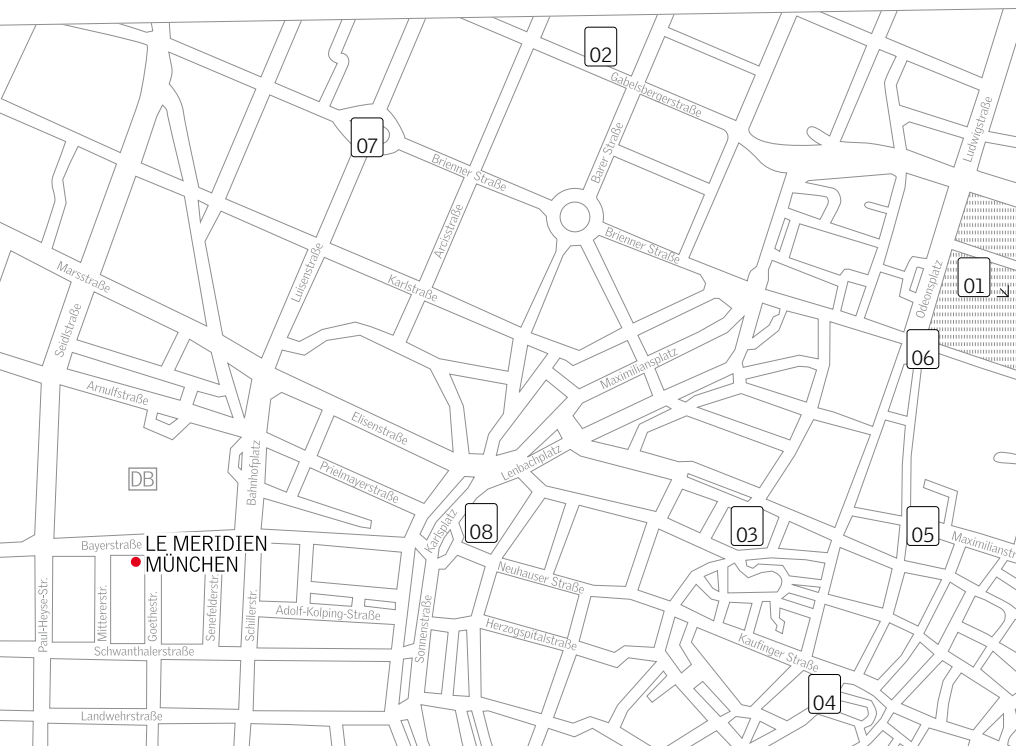 02
Gabelsbergerstraße
Ludwigstraße
07
Barer Straße
Brienner Straße
Arcisstraße
Brienner Straße
Marsstraße
Luisenstraße
Karlstraße
Odeonsplatz
01
Seidlstraße
06
Maximiliansplatz
Arnulfstraße
Elisenstraße
Bahnhofplatz
Lenbachplatz
Prielmayerstraße
DB
Karlsplatz
08
03
05
Bayerstraße
LE MERIDIEN
MÜNCHEN
Maximilianstr
Neuhauser Straße
Paul-Heyse-Str.
Mittererstr.
Goethestr.
Senefelderstr.
Schillerstr.
Adolf-Kolping-Straße
Sonnenstraße
Herzogspitalstraße
Kaufinger Straße
Schwanthalerstraße
04
Landwehrstraße